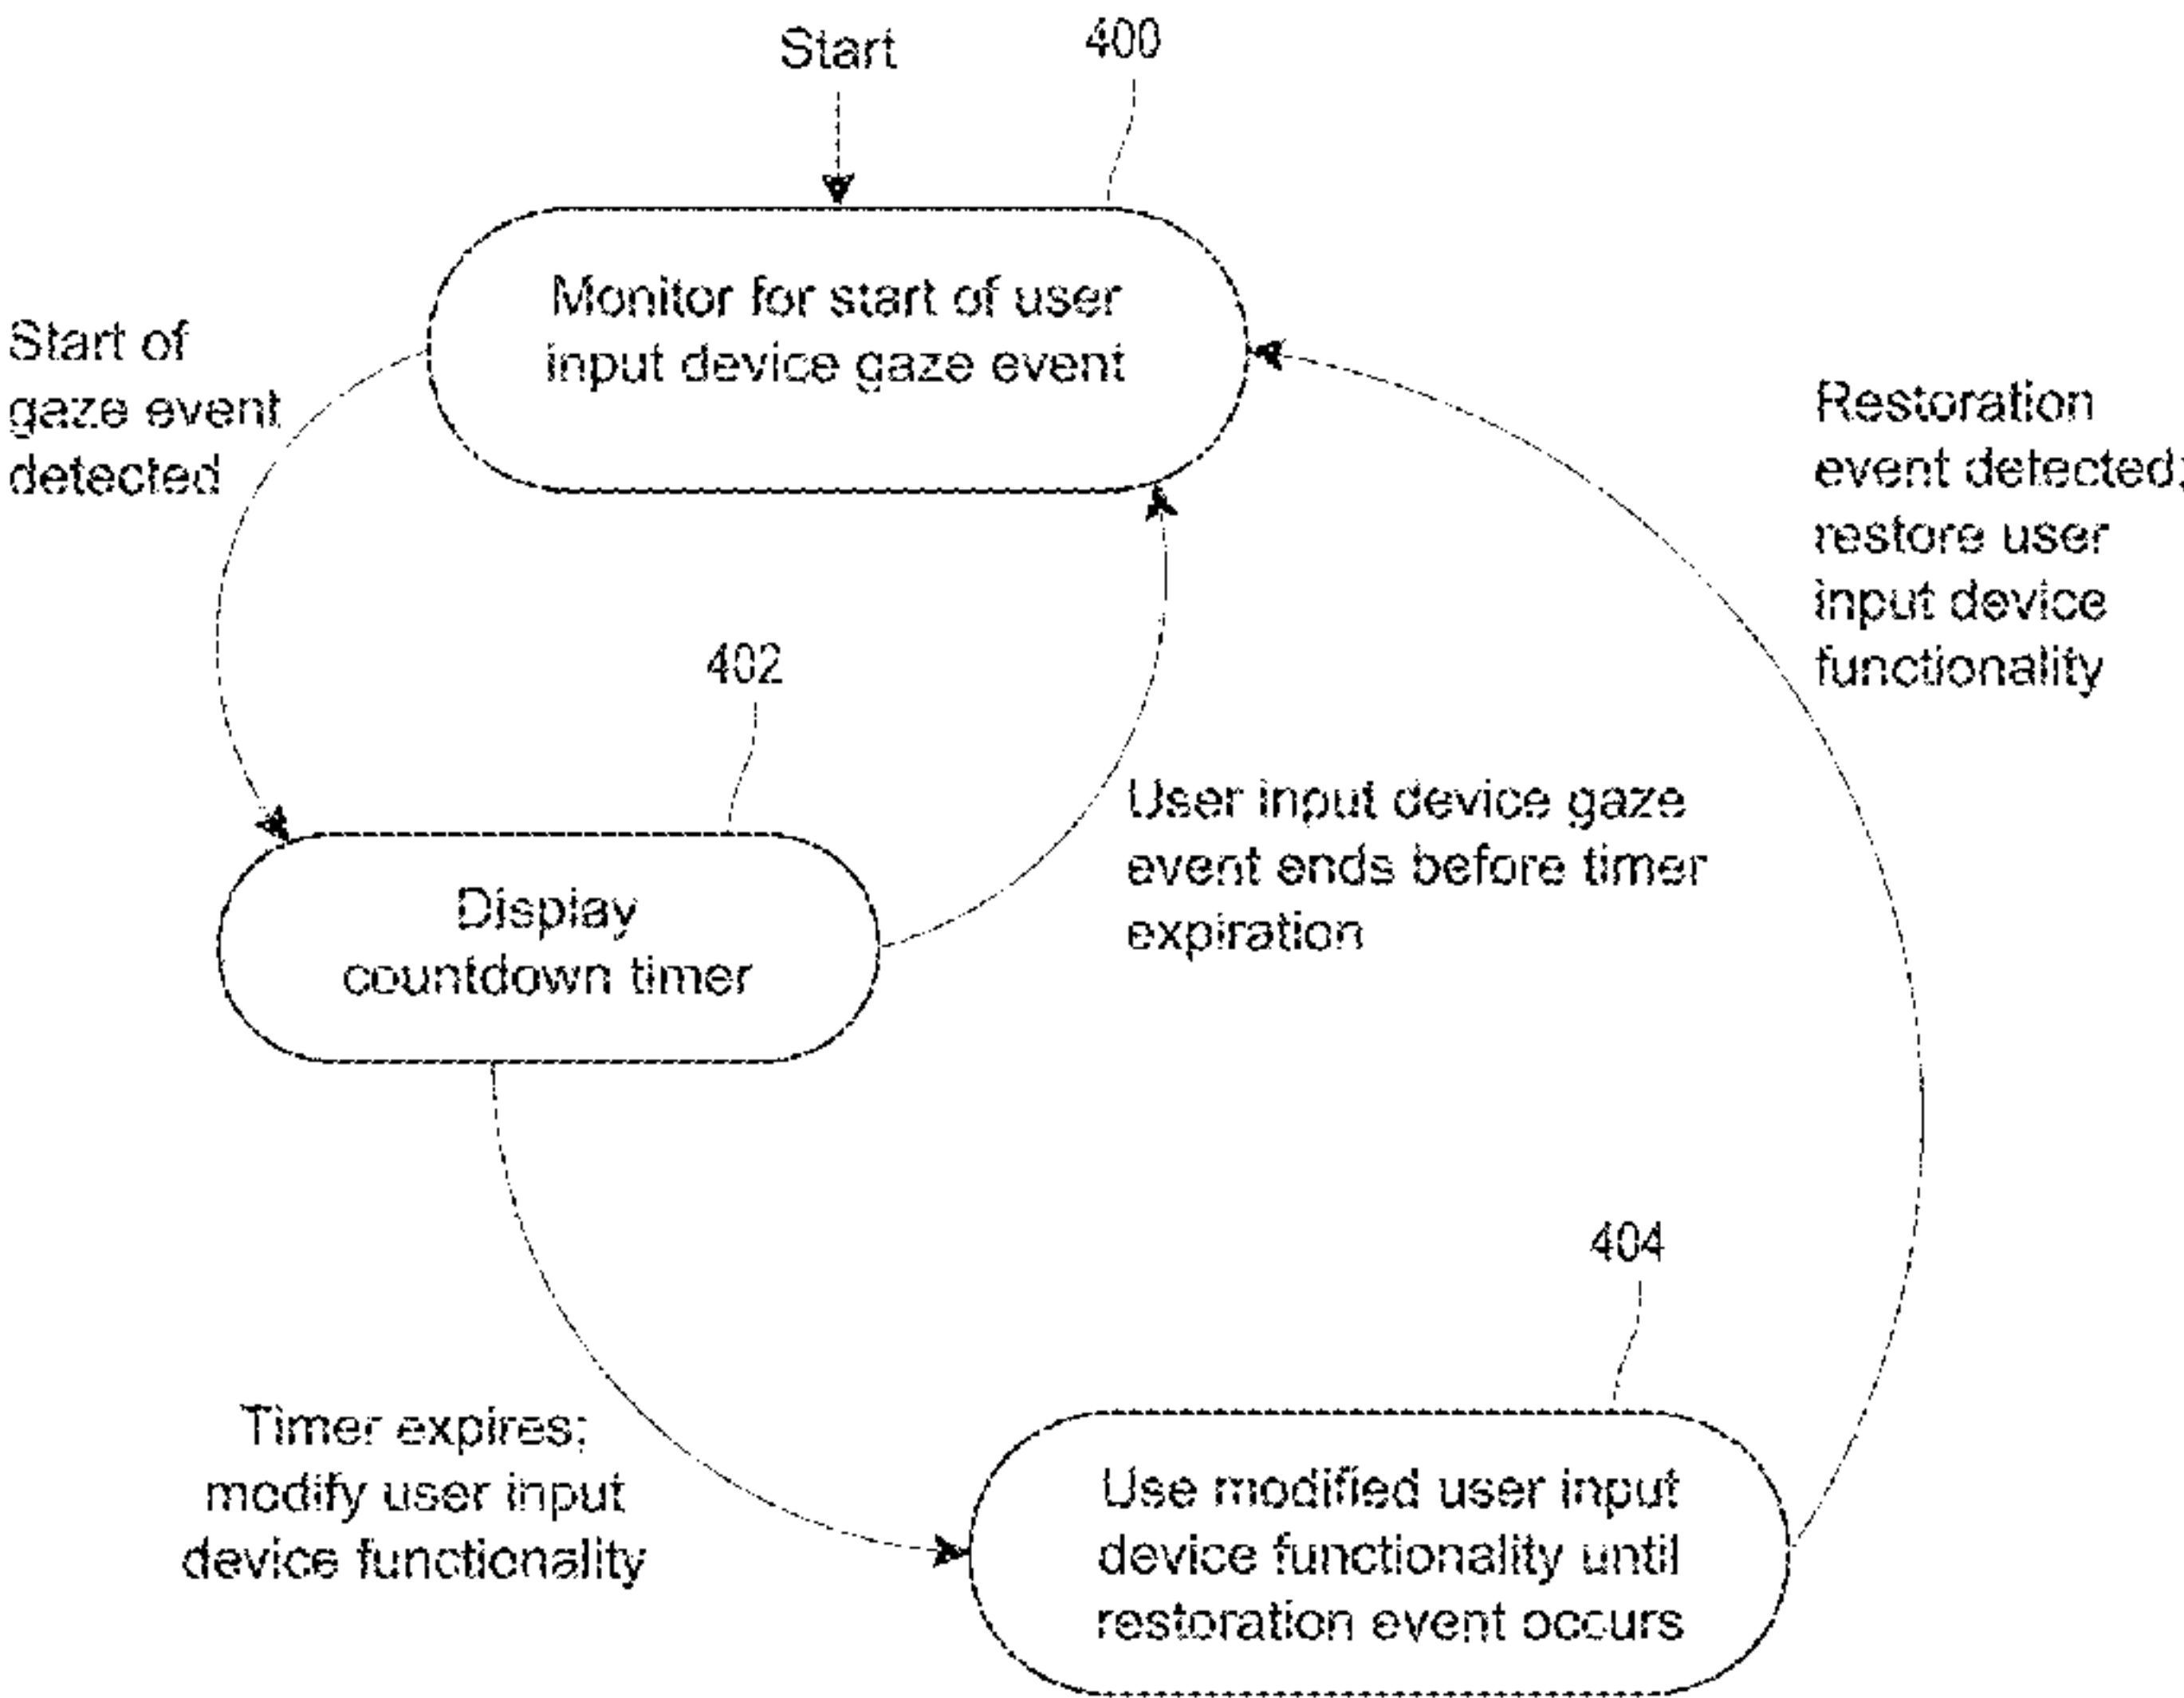 Start
400
Monitor for start of user
input device gaze event
Start of
gaze event
detected
Restoration
event detected;
restore user
input device
functionality
402
User input device gaze
event ends before timer
expiration
Display
countdown timer
404
Timer expires;
modify user input
device functionality
Use modified user input
device functionality until
restoration event occurs